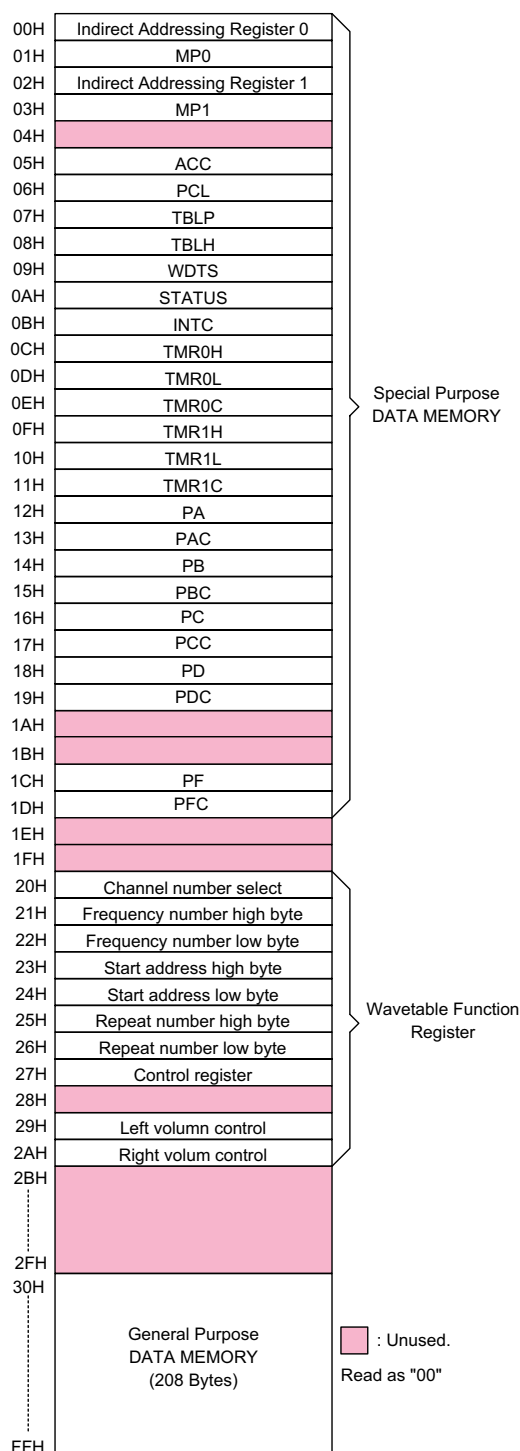 00H Indirect Addressing Register 0
01H MP0
02H Indirect Addressing Register 1
03H MP1
04H
05H ACC
06H PCL
07H TBLP
08H TBLH
09H WDTS
0AH STATUS
0BH INTC
0CH TMR0H
0DH TMR0L
0EH TMR0C
0FH TMR1H
10H TMR1L
11H TMR1C
12H PA
13H PAC
14H PB
15H PBC
16H PC
17H PCC
18H PD
19H PDC
1AH
1BH
1CH PF
1DH PFC
1EH
1FH
Special Purpose
DATA MEMORY
20H Channel number select
21H Frequency number high byte
22H Frequency number low byte
23H Start address high byte
24H Start address low byte
25H Repeat number high byte
26H Repeat number low byte
27H Control register
28H
29H Left volumn control
2AH Right volum control
Wavetable Function
Register
2BH
2FH
30H
General Purpose
DATA MEMORY
(208 Bytes)
FFH
: Unused.
Read as "00"